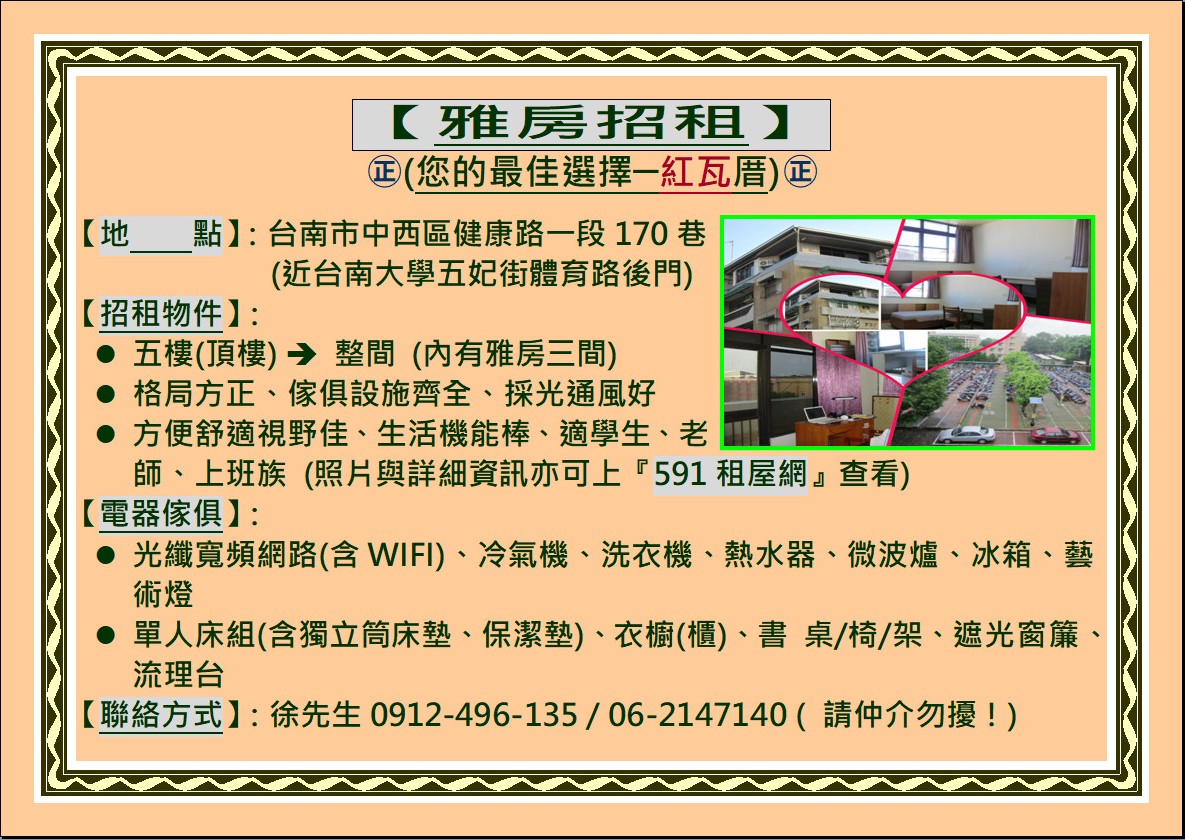 【雅房招租】
㊣(您的最佳選擇─紅瓦厝)㊣
【地　　點】: 台南市中西區健康路一段 170 巷
(近台南大學五妃街體育路後門)
【招租物件】:
● 五樓(頂樓) ➔ 整間 (內有雅房三間)
● 格局方正、傢俱設施齊全、採光通風好
● 方便舒適視野佳、生活機能棒、適學生、老
師、上班族 (照片與詳細資訊亦可上『591 租屋網』查看)
【電器傢俱】:
● 光纖寬頻網路(含 WIFI)、冷氣機、洗衣機、熱水器、微波爐、冰箱、藝
術燈
● 單人床組(含獨立筒床墊、保潔墊)、衣櫥(櫃)、書 桌/椅/架、遮光窗簾、
流理台
【聯絡方式】: 徐先生 0912-496-135 / 06-2147140 ( 請仲介勿擾！)